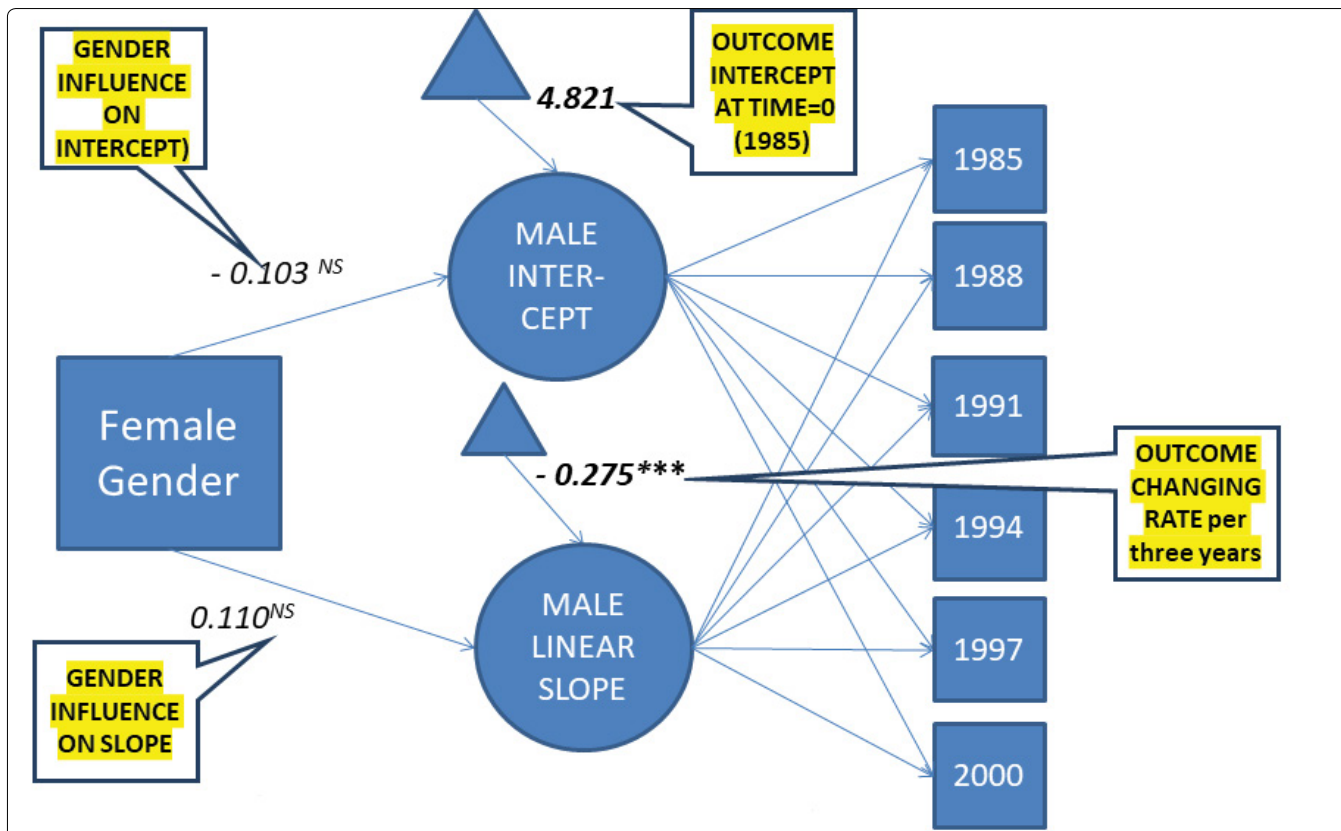 GENDER
INFLUENCE
ON
INTERCEPT)
4.821
OUTCOME
INTERCEPT
AT TIME=0
(1985)
- 0.103 NS
MALE
INTER-
CEPT
Female
Gender
- 0.275***
OUTCOME
CHANGING
RATE per
three years
0.110NS
GENDER
INFLUENCE
ON SLOPE
MALE
LINEAR
SLOPE
1985
1988
1991
1994
1997
2000